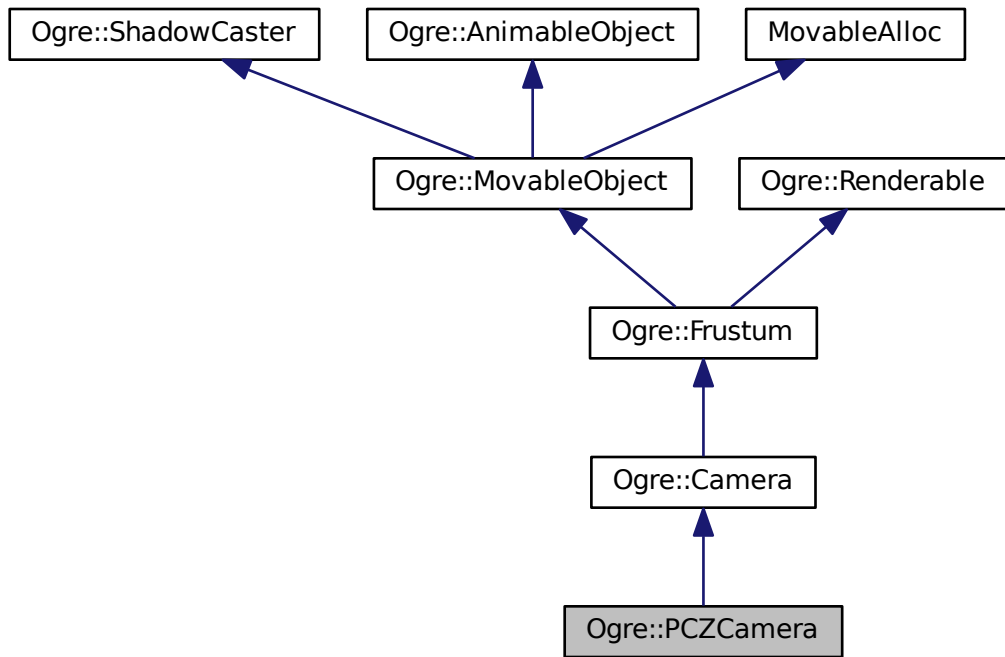 Ogre::ShadowCaster
Ogre::AnimableObject
MovableAlloc
Ogre::MovableObject
Ogre::Renderable
Ogre::Frustum
Ogre::Camera
Ogre::PCZCamera